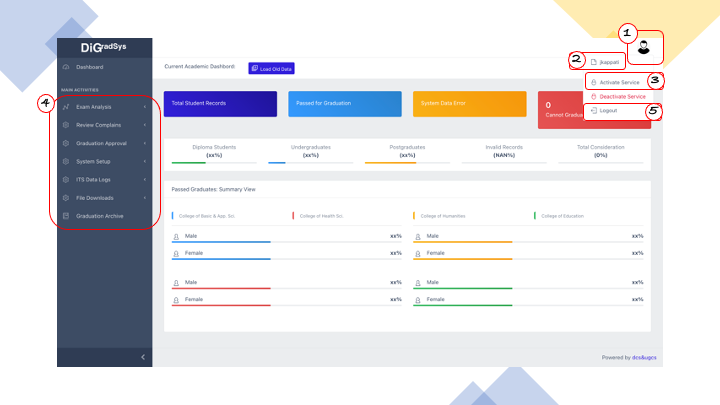 1
DiGradSys
2
jkappati
Dashboard
Current Academic Dashbord:
Load Old Data
Activate Service
3
MAIN ACTIVITIES
Deactivate Service
4
Exam Analysis
Total Student Records
Passed for Graduation
System Data Error
0
Logout
5
Cannot Gradua
Review Complains
Graduation Approval
Diploma Students
Undergraduates
Postgraduates
Invalid Records
Total Consideration
(xx%)
(xx%)
(xx%)
(NAN%)
(0%)
System Setup
ITS Data Logs
File Downloads
Graduation Archive
Passed Graduates: Summary View
College of Basic & App. Sci.
College of Health Sci.
College of Humanities
College of Education
Male xx%
Male xx%
Female xx%
Female xx%
Male xx%
Male xx%
Female xx%
Female xx%
Powered by dcs&ugcs